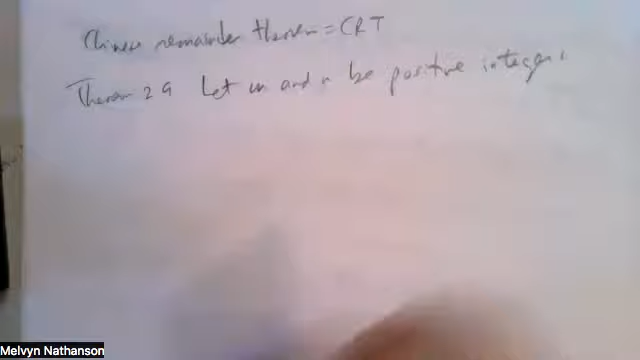 Chinese remainder theorem = CRT
Theorem 2.9 Let m and n be positive integers
Melvyn Nathanson